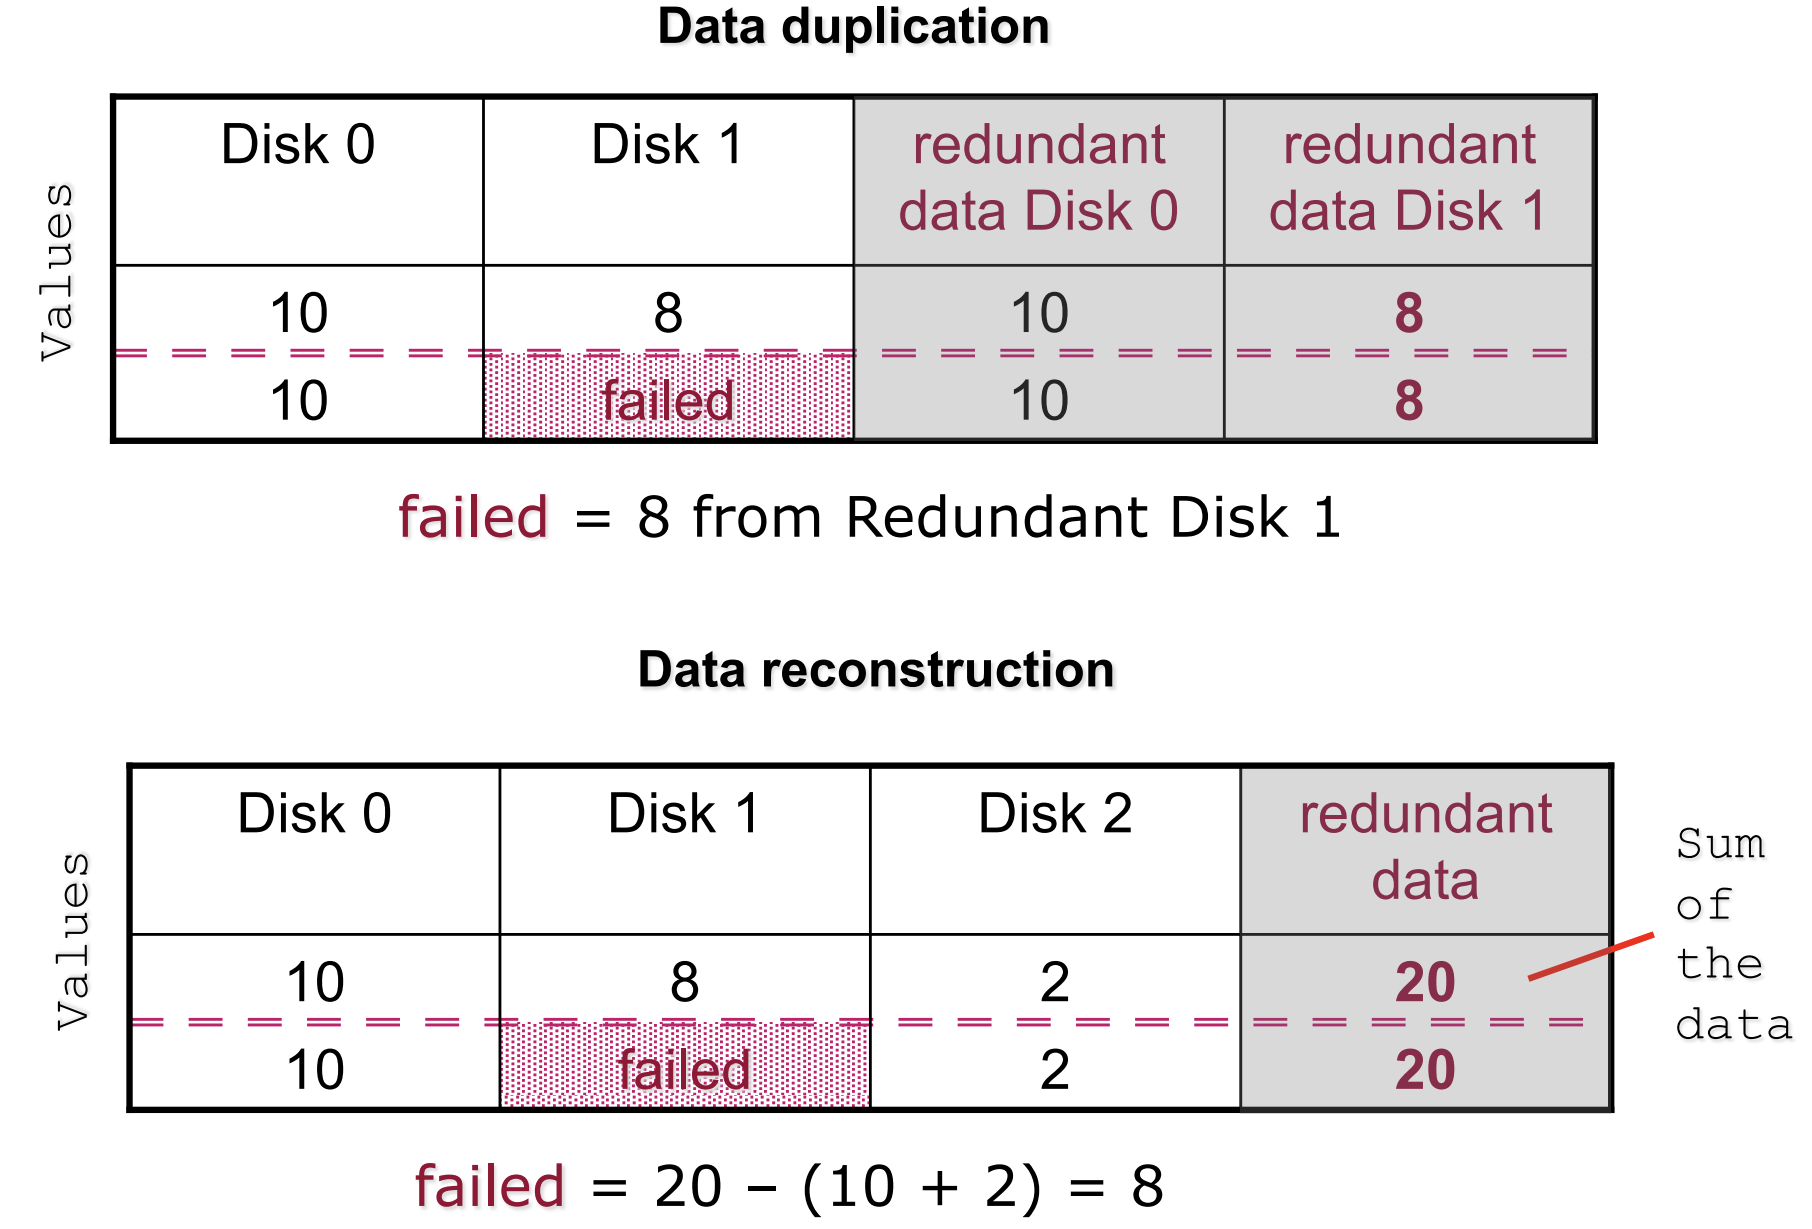 Data duplication
Values
Disk 0 Disk 1 redundant data Disk 0 redundant data Disk 1
10 8 10 8
10 failed 10 8
failed = 8 from Redundant Disk 1
Data reconstruction
Values
Disk 0 Disk 1 Disk 2 redundant data
10 8 2 20
10 failed 2 20
Sum
of
the
data
failed = 20 – (10 + 2) = 8